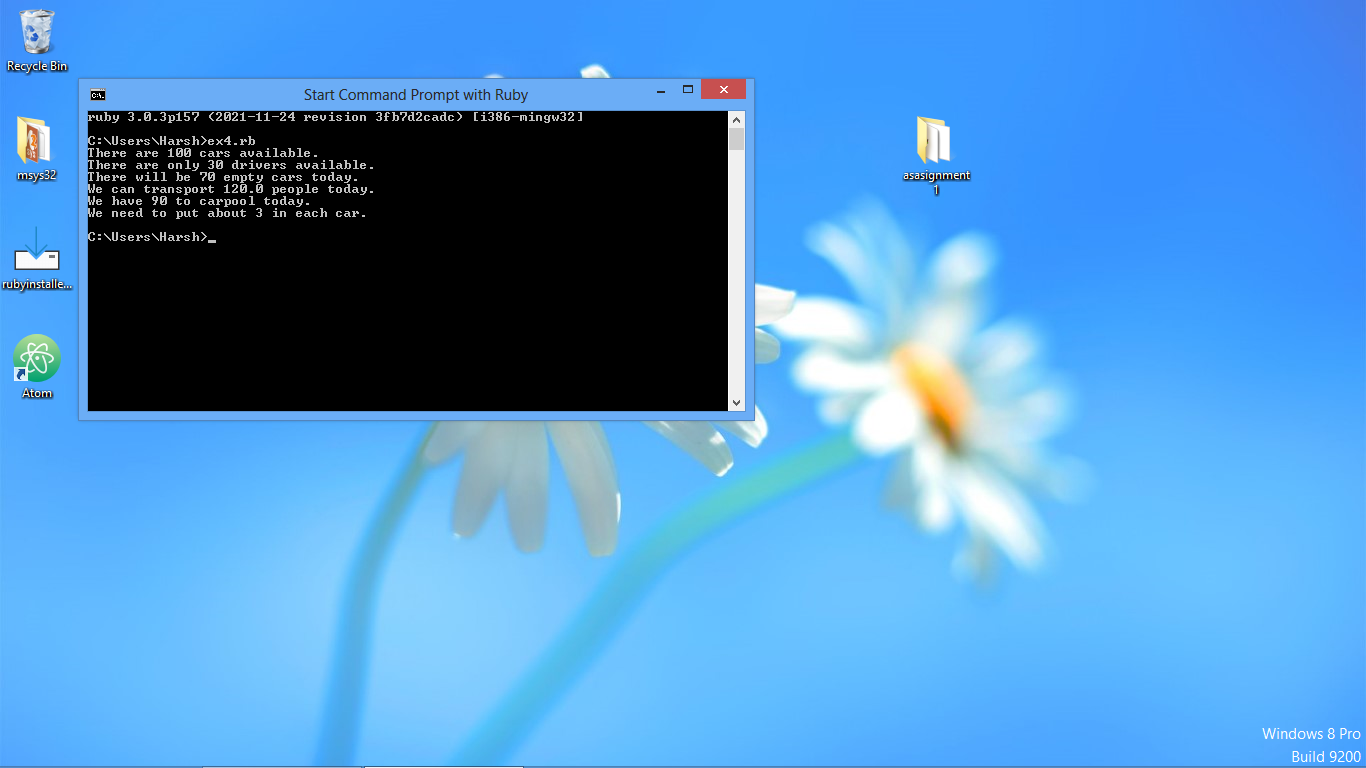 Recycle Bin
msys32
rubyinstalle...
Atom
Start Command Prompt with Ruby
ruby 3.0.3p157 (2021-11-24 revision 3fb7d2cadc) [i386-mingw32]
C:\Users\Harsh>ex4.rb
There are 100 cars available.
There are only 30 drivers available.
There will be 70 empty cars today.
We can transport 120.0 people today.
We have 90 to carpool today.
We need to put about 3 in each car.
C:\Users\Harsh>_
asasignment
1
Windows 8 Pro
Build 9200